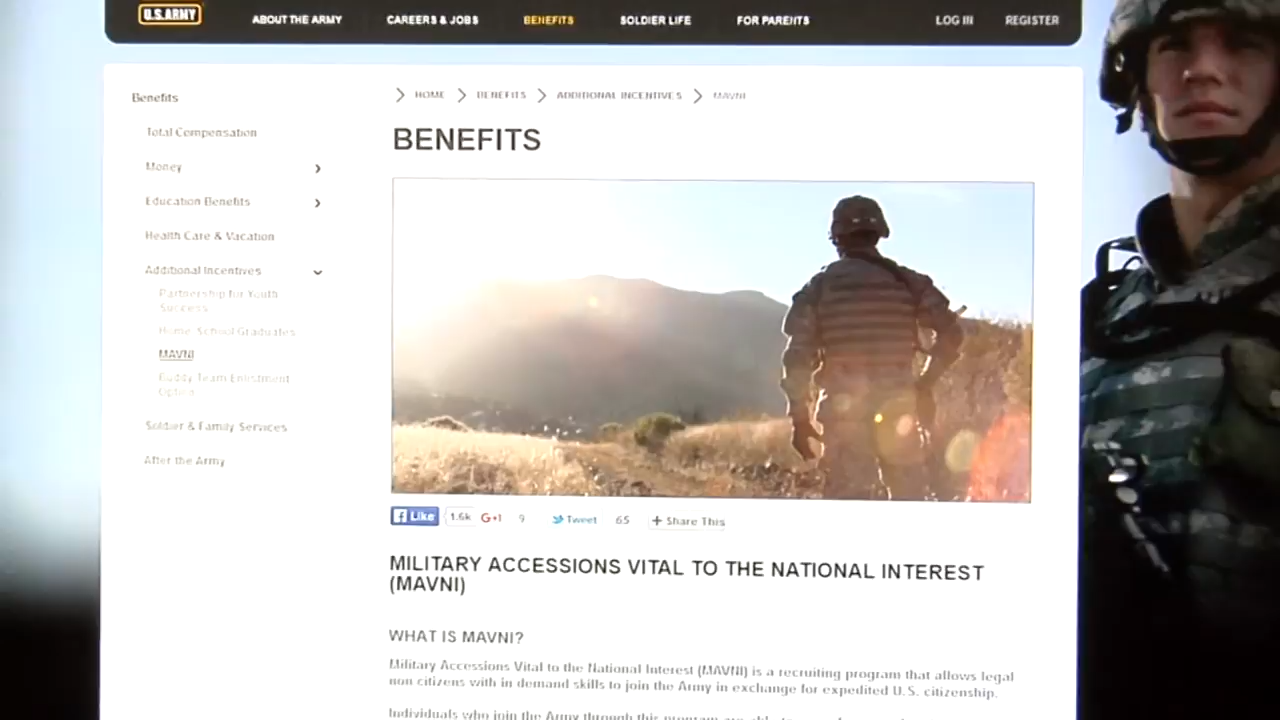 U.S.ARMY
ABOUT THE ARMY
CAREERS & JOBS
BENEFITS
SOLDIER LIFE
FOR PARENTS
LOG IN
REGISTER
Benefits
Total Compensation
Money
Education Benefits
Health Care & Vacation
Additional Incentives
Partnership for Youth
Success
Home School Graduates
MAVNI
Buddy Team Enlistment
Option
Soldier & Family Services
After the Army
HOME
BENEFITS
ADDITIONAL INCENTIVES
MAVNI
BENEFITS
Like
1.6k
G+1
9
Tweet
65
+ Share This
MILITARY ACCESSIONS VITAL TO THE NATIONAL INTEREST
(MAVNI)
WHAT IS MAVNI?
Military Accessions Vital to the National Interest (MAVNI) is a recruiting program that allows legal
non citizens with in demand skills to join the Army in exchange for expedited U.S. citizenship.
Individuals who join the Army through this program are able to